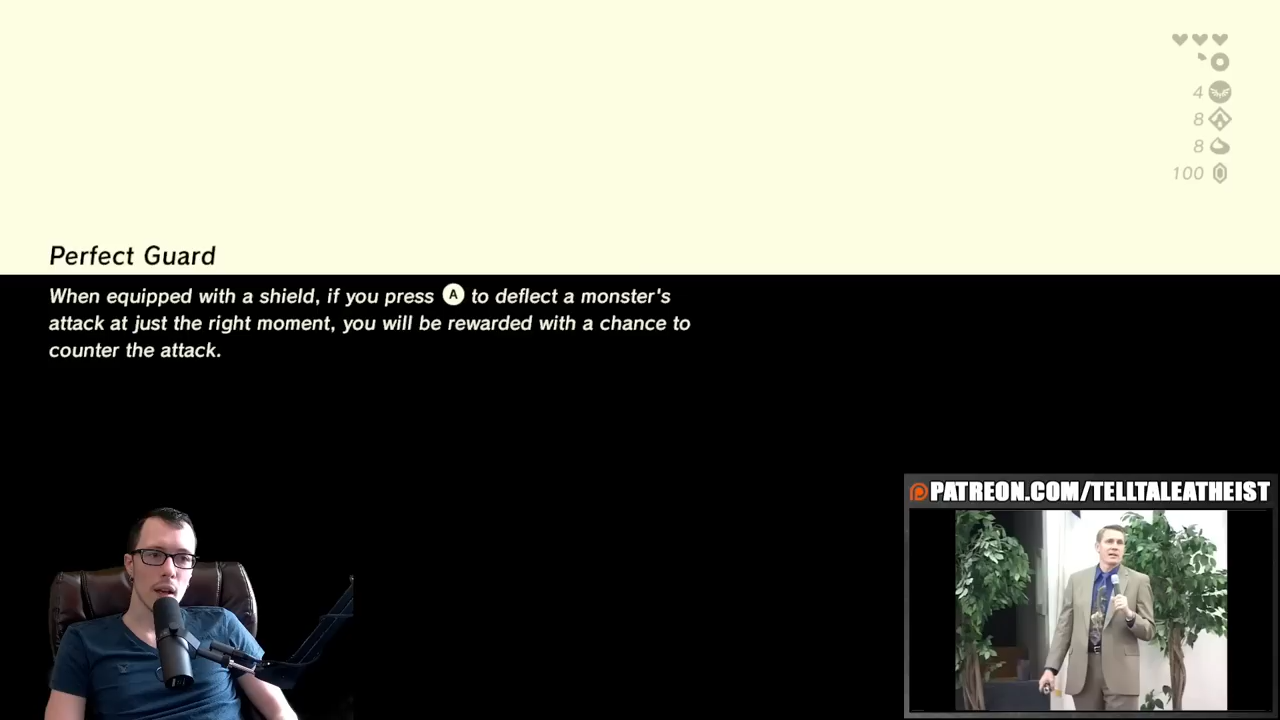 4
8
8
100
Perfect Guard
When equipped with a shield, if you press A to deflect a monster's
attack at just the right moment, you will be rewarded with a chance to
counter the attack.
PATREON.COM/TELLTALEATHEIST